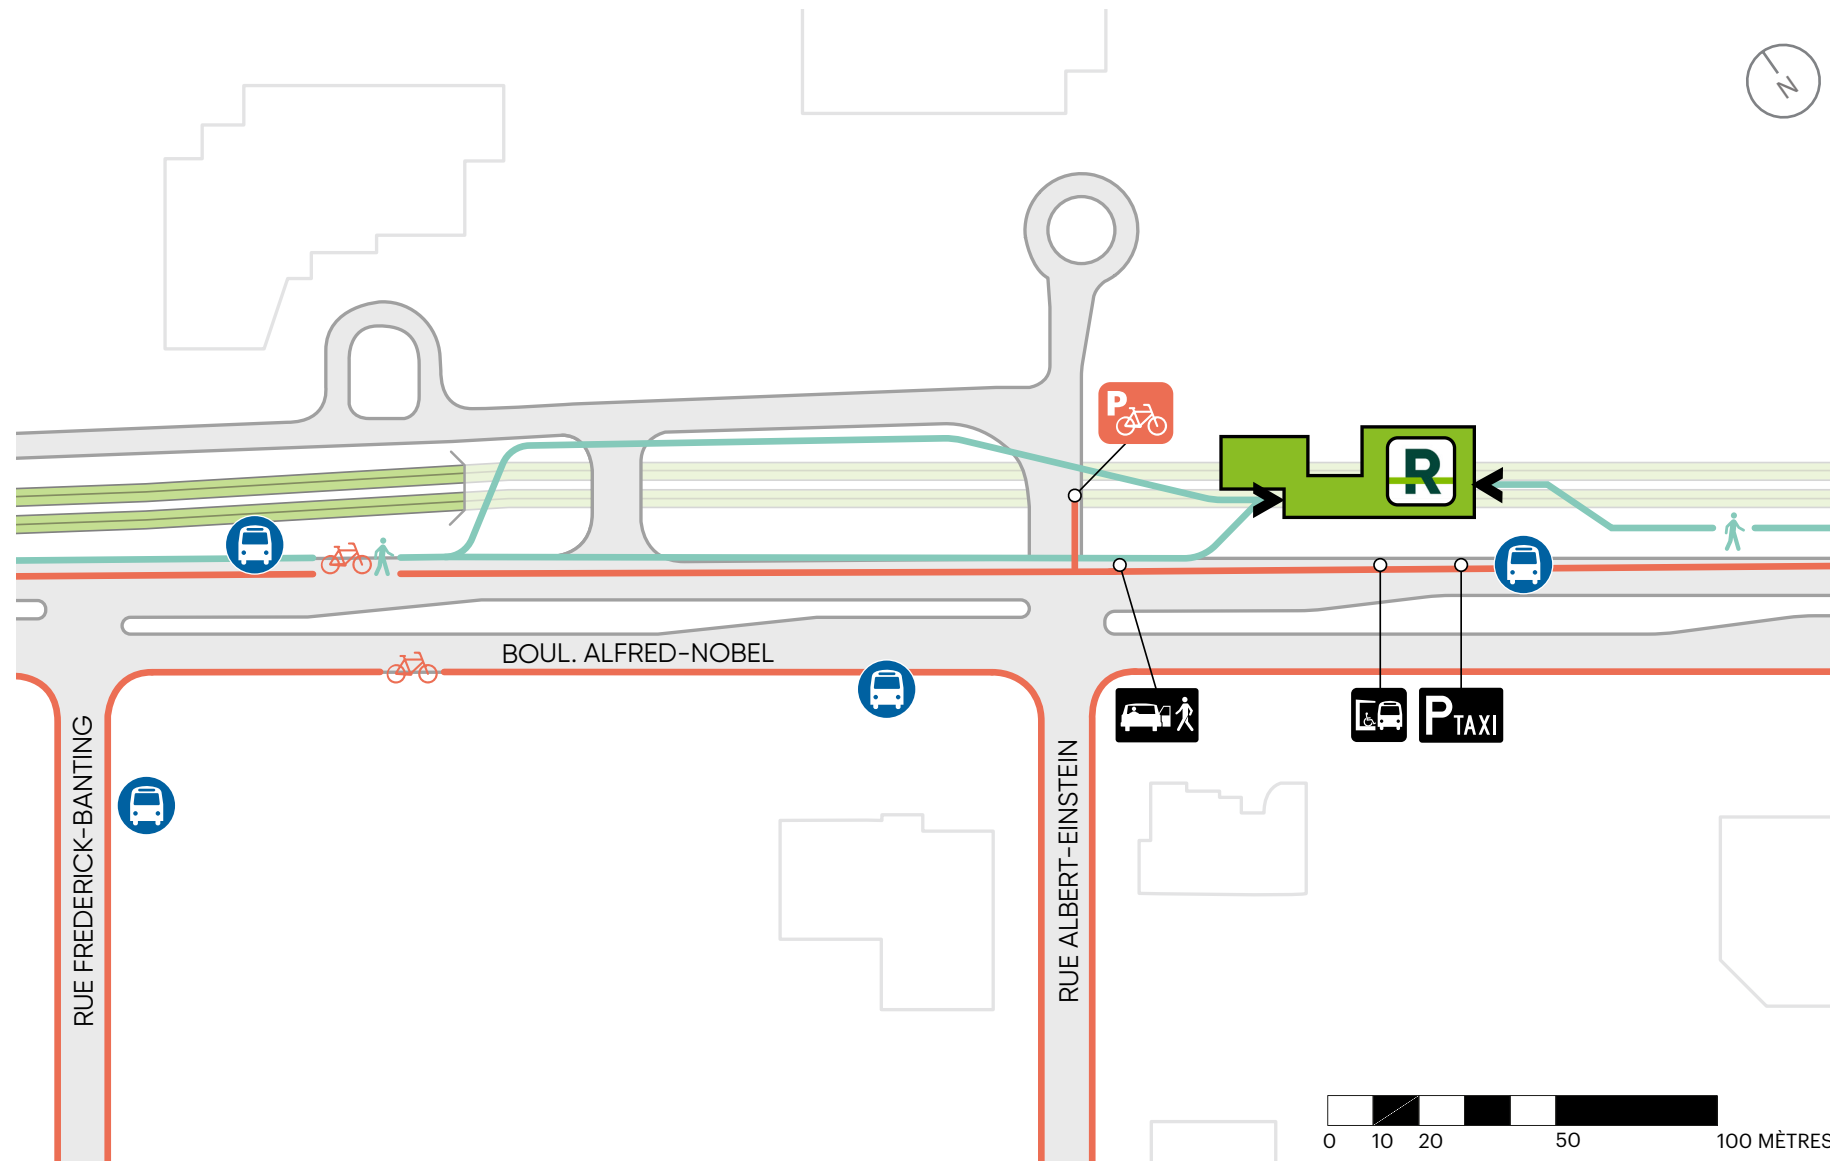 N
P
R
BOUL. ALFRED-NOBEL
P TAXI
RUE FREDERICK-BANTING
RUE ALBERT-EINSTEIN
0 10 20 50 100 MÈTRES